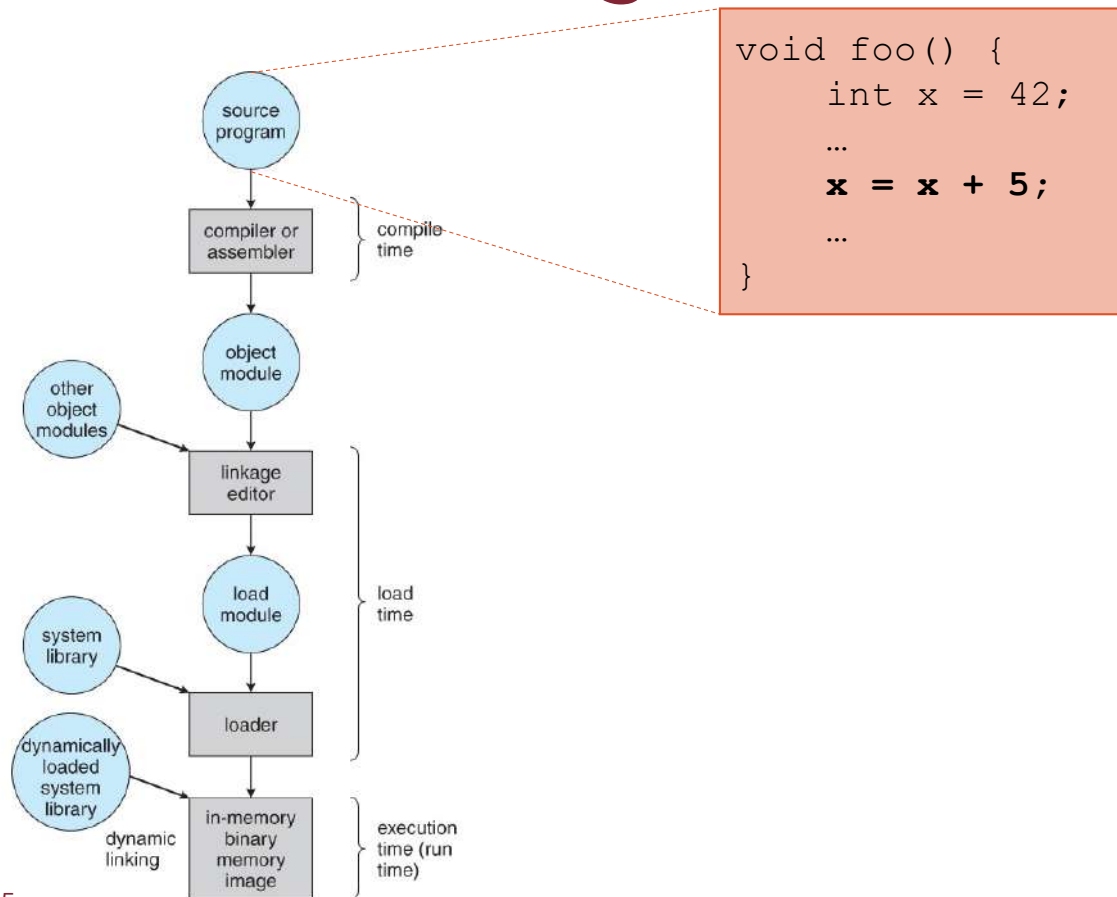 void foo() {
int x = 42;
…
x = x + 5;
…
}
source
program
compiler or
assembler
compile
time
object
module
other
object
modules
linkage
editor
load
module
load
time
system
library
loader
dynamically
loaded
system
library
dynamic
linking
in-memory
binary
memory
image
execution
time (run
time)